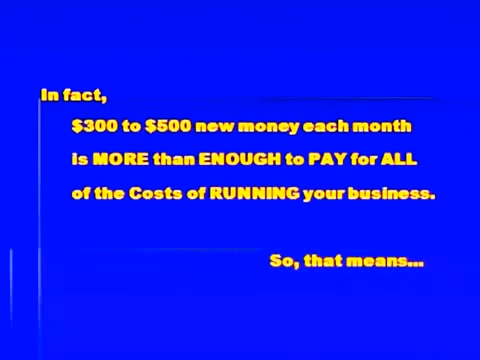 In fact,
$300 to $500 new money each month
is MORE than ENOUGH to PAY for ALL
of the Costs of RUNNING your business.
So, that means...